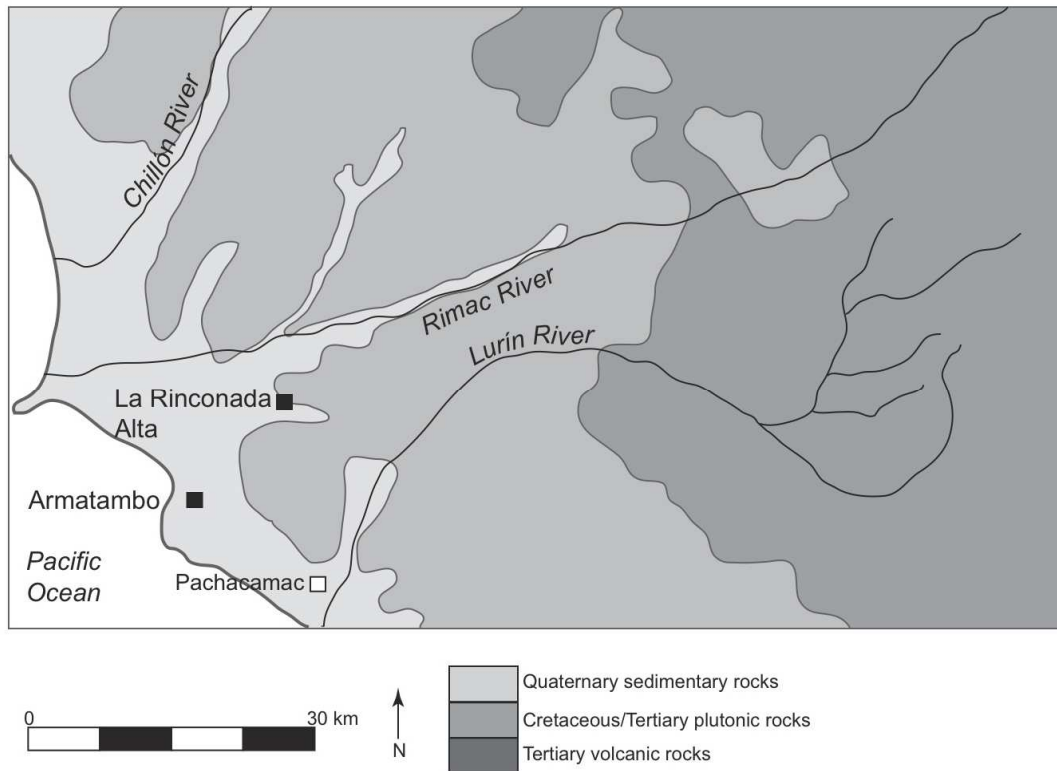 Chillón River
Rimac River
Lurín River
La Rinconada
Alta
Armatambo
Pacific
Ocean
Pachacamac
0
30 km
N
Quaternary sedimentary rocks
Cretaceous/Tertiary plutonic rocks
Tertiary volcanic rocks